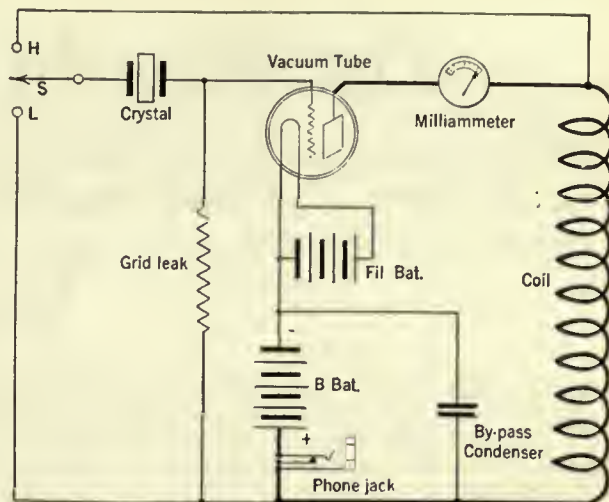 H
S
L
Crystal
Vacuum Tube
Milliammeter
Grid leak
Fil Bat.
Coil
-
B Bat.
+
By-pass
Condenser
Phone jack